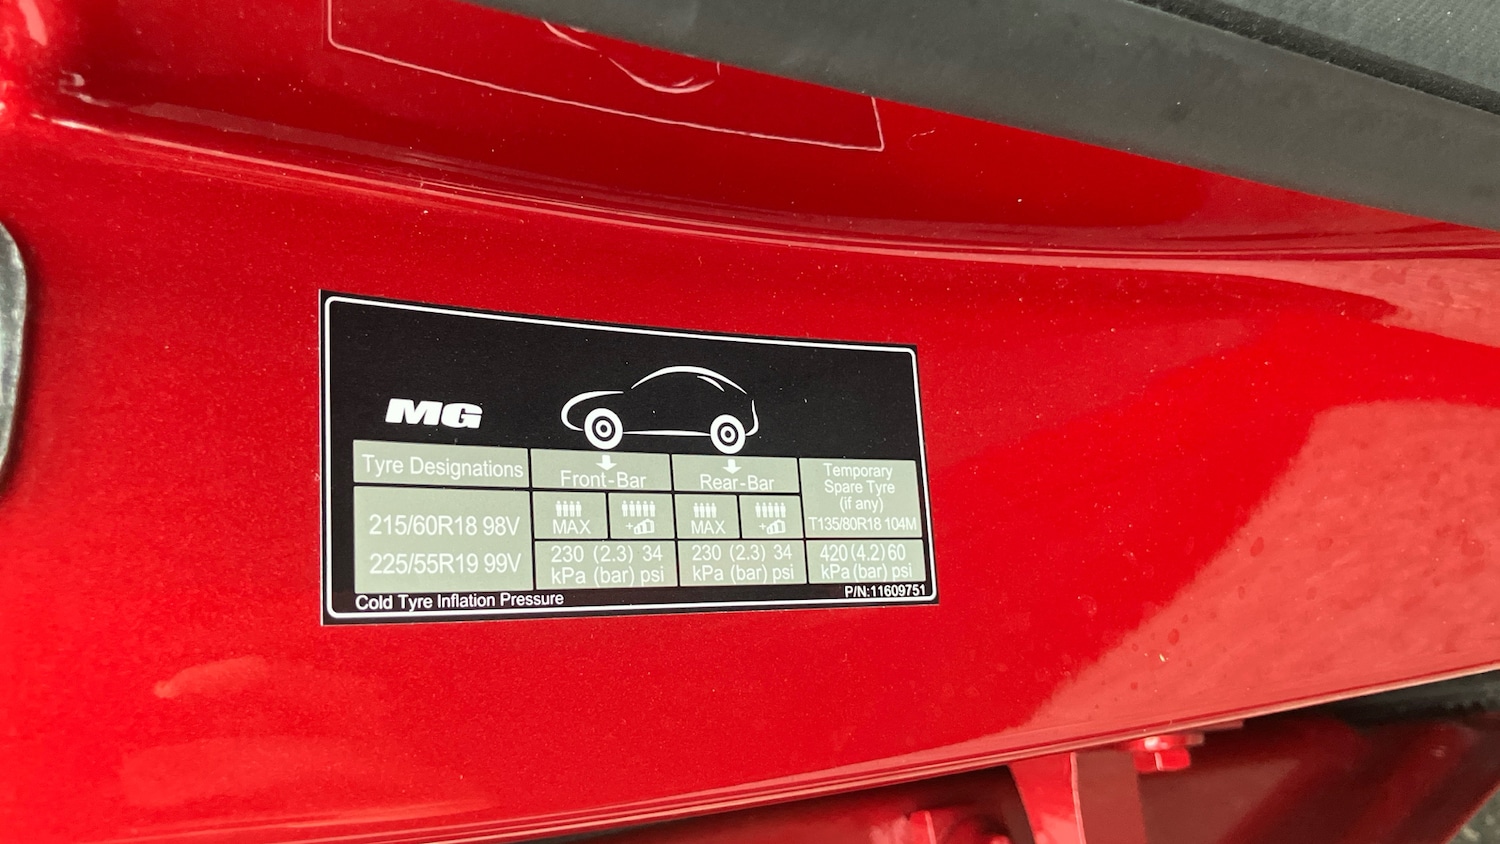 MG
Tyre Designations
Front-Bar
Rear-Bar
Temporary
Spare Tyre
(if any)
T135/80R18 104M
MAX
+
MAX
+
215/60R18 98V
225/55R19 99V
230 (2.3) 34
kPa (bar) psi
230 (2.3) 34
kPa (bar) psi
420 (4.2) 60
kPa (bar) psi
Cold Tyre Inflation Pressure
P/N:11609751